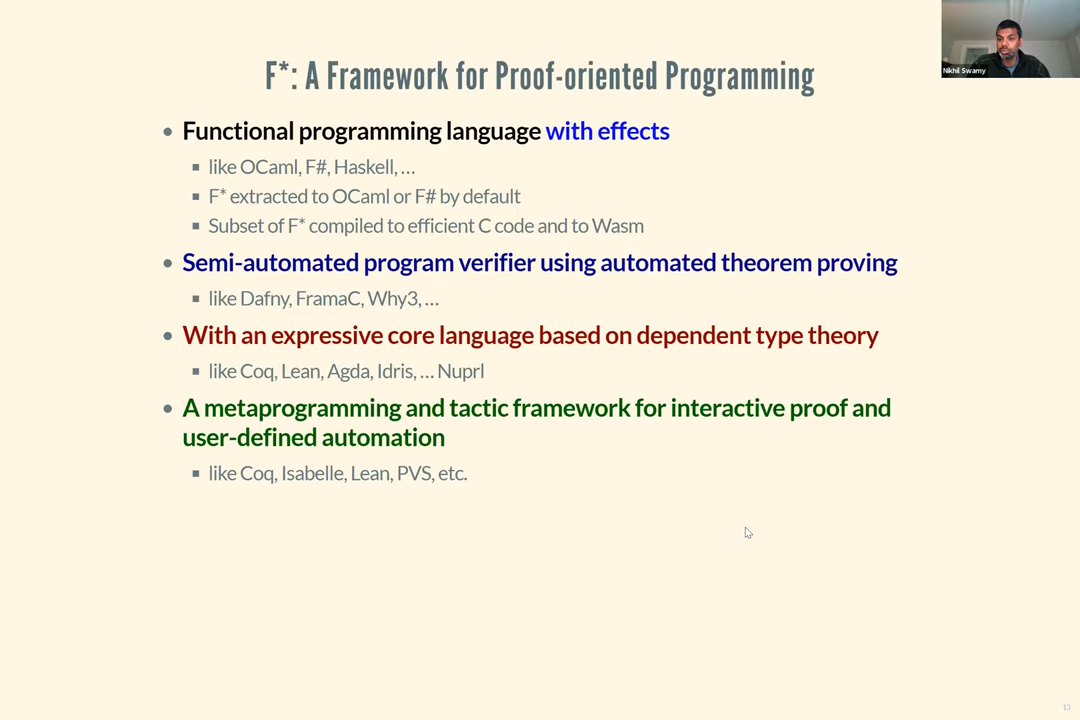 Nikhil Swamy
F*: A Framework for Proof-oriented Programming
• Functional programming language with effects
▪ like OCaml, F#, Haskell, …
▪ F* extracted to OCaml or F# by default
▪ Subset of F* compiled to efficient C code and to Wasm
• Semi-automated program verifier using automated theorem proving
▪ like Dafny, FramaC, Why3, …
• With an expressive core language based on dependent type theory
▪ like Coq, Lean, Agda, Idris, … Nuprl
• A metaprogramming and tactic framework for interactive proof and
user-defined automation
▪ like Coq, Isabelle, Lean, PVS, etc.
13